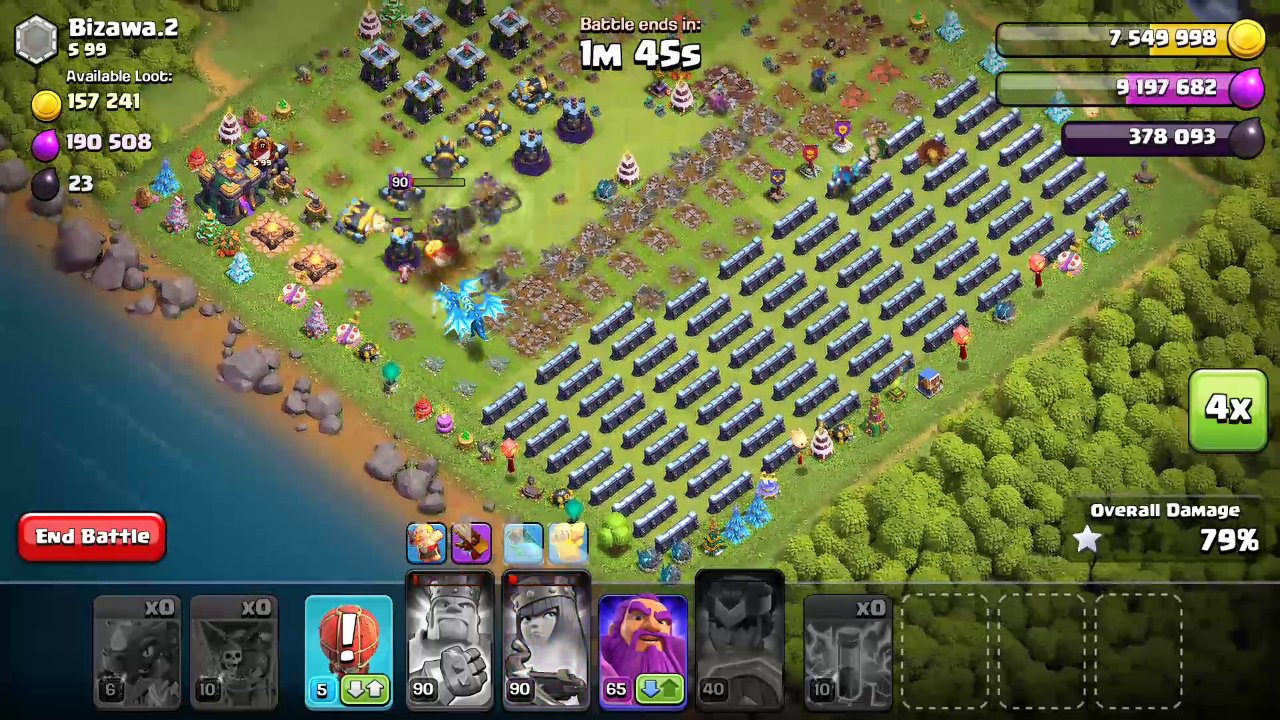 Bizawa.2
S 99
Available Loot:
157 241
190 508
23
Battle ends in:
1M 45S
7 549 998
9 197 682
378 093
S 99
90
4x
Overall Damage
79%
End Battle
x0
6
x0
10
!
5
90
90
65
40
x0
10